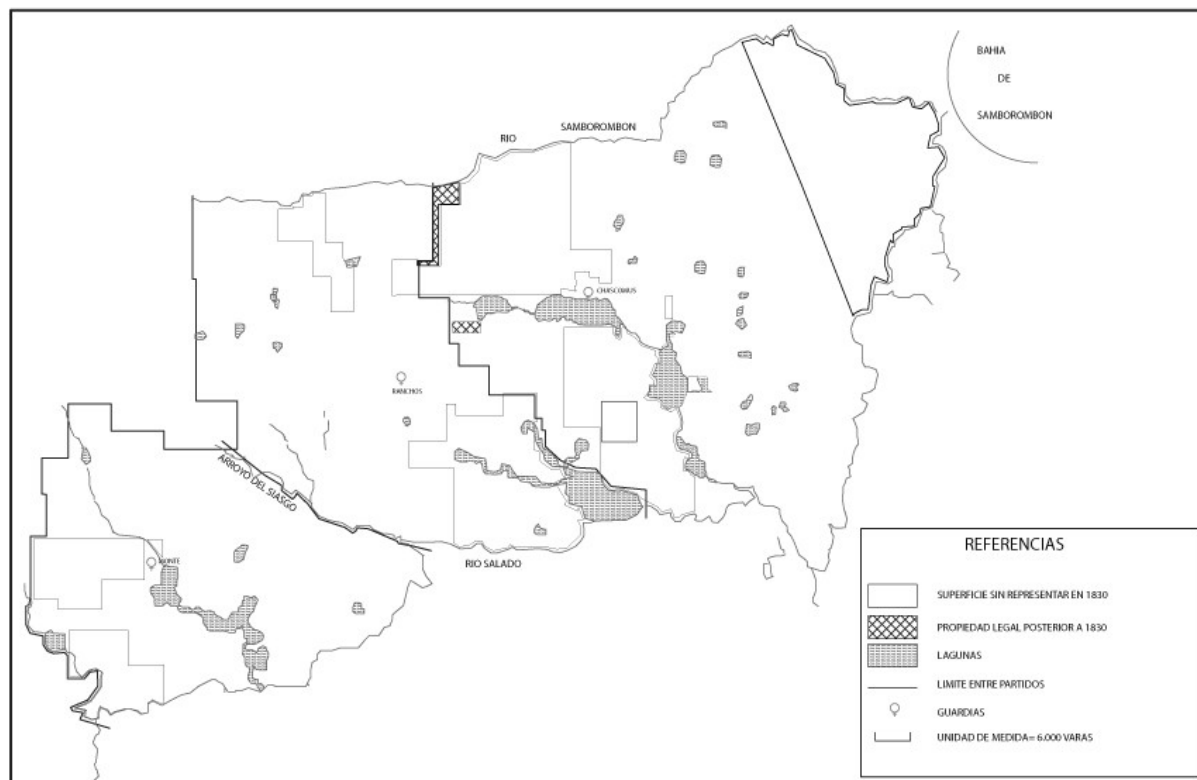 BAHIA
DE
SAMBOROMBON
RIO SAMBOROMBON
CHASCOMUS
RANCHOS
ARROYO DEL SIASGO
MONTE
RIO SALADO
REFERENCIAS
SUPERFICIE SIN REPRESENTAR EN 1830
PROPIEDAD LEGAL POSTERIOR A 1830
LAGUNAS
LIMITE ENTRE PARTIDOS
GUARDIAS
UNIDAD DE MEDIDA= 6.000 VARAS